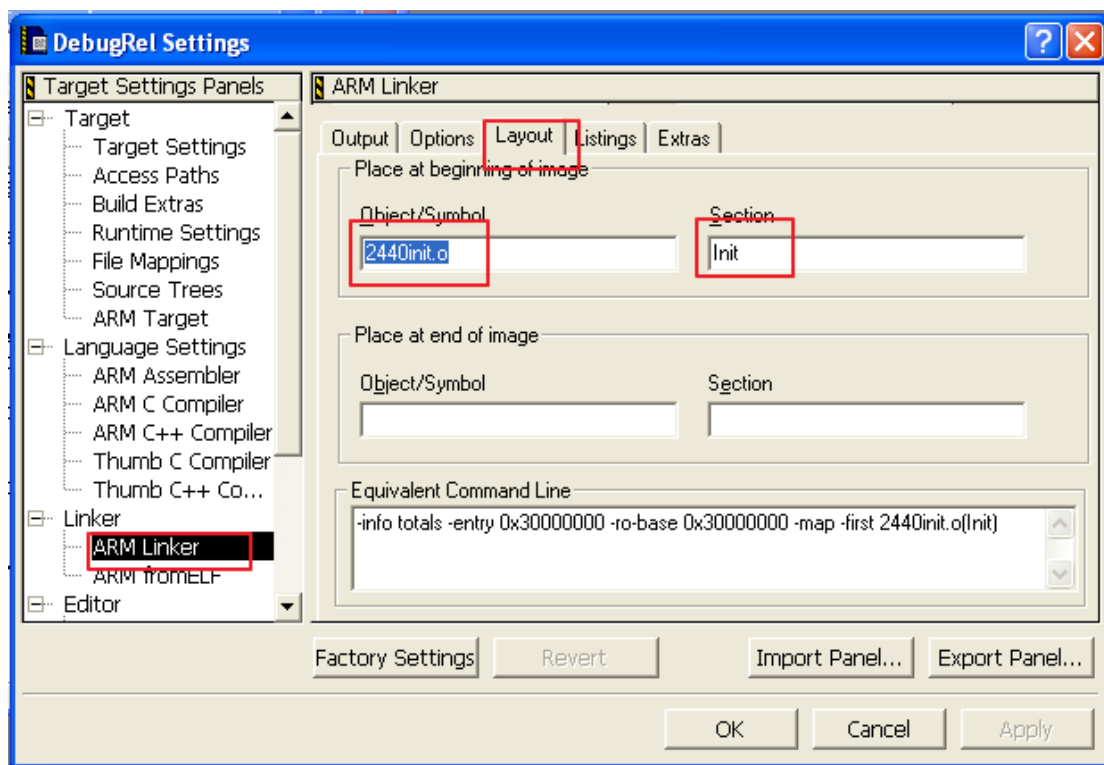 DebugRel Settings
Target Settings Panels
Target
Target Settings
Access Paths
Build Extras
Runtime Settings
File Mappings
Source Trees
ARM Target
Language Settings
ARM Assembler
ARM C Compiler
ARM C++ Compiler
Thumb C Compiler
Thumb C++ Co...
Linker
ARM Linker
ARM fromELF
Editor
ARM Linker
Output Options Layout Listings Extras
Place at beginning of image
Object/Symbol Section
2440init.o Init
Place at end of image
Object/Symbol Section
Equivalent Command Line
-info totals -entry 0x30000000 -ro-base 0x30000000 -map -first 2440init.o(Init)
Factory Settings Revert Import Panel... Export Panel...
OK Cancel Apply